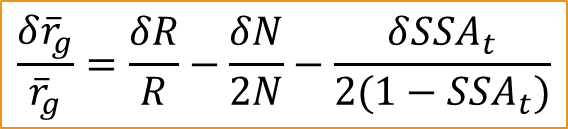 δr̄_g / r̄_g = δR / R − δN / 2N − δSSA_t / 2(1 − SSA_t)